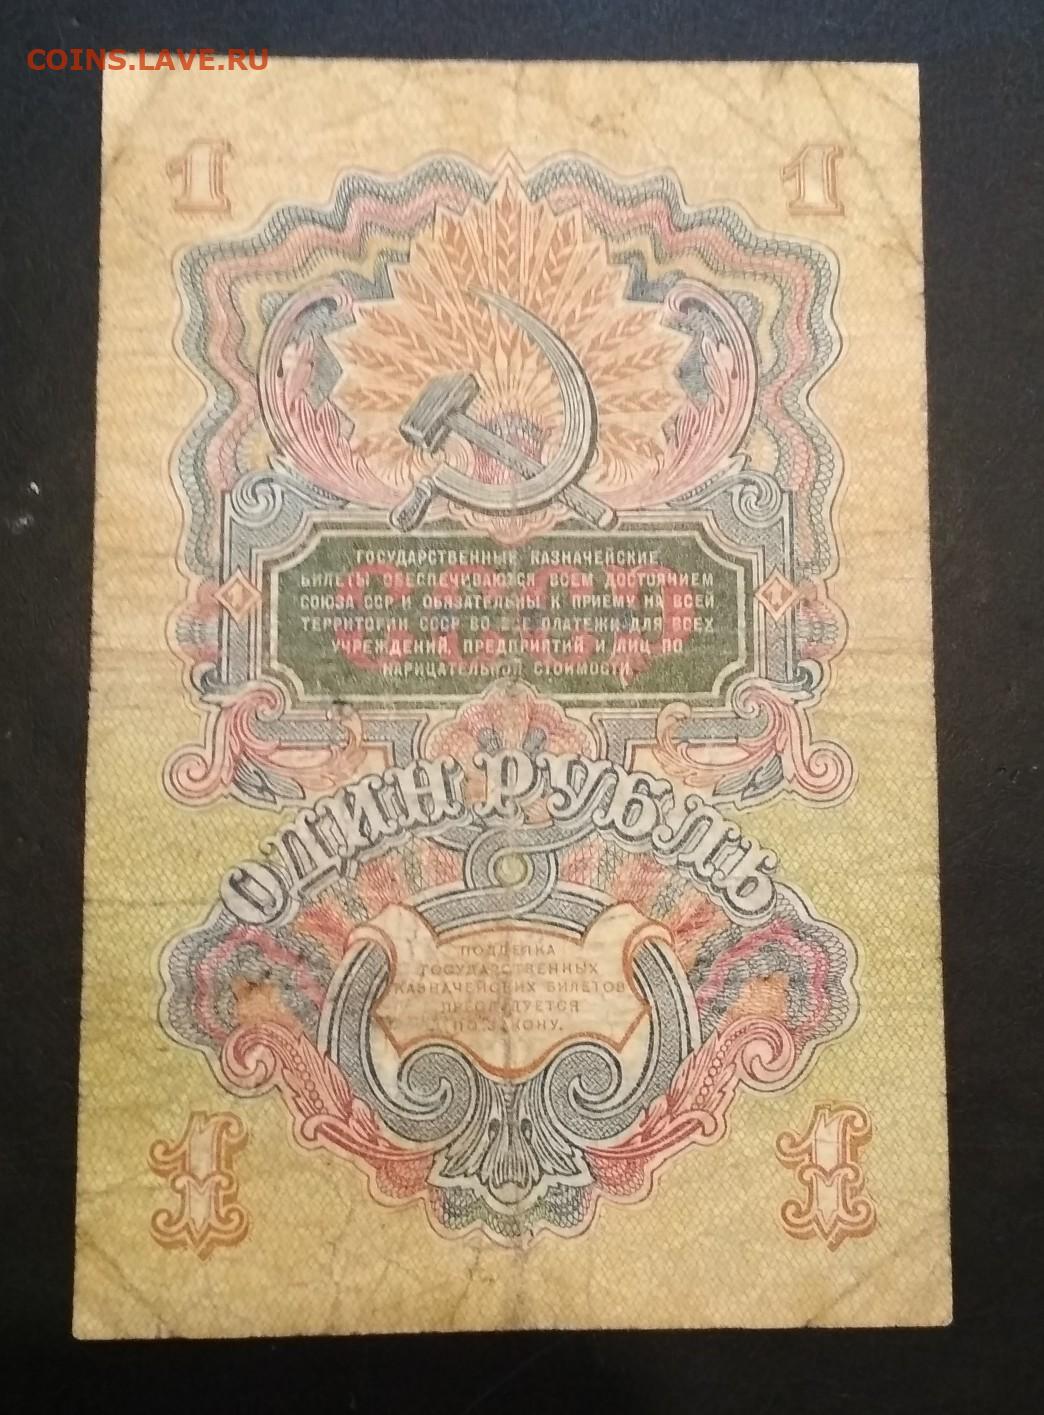 COINS.LAVE.RU
1 1
ГОСУДАРСТВЕННЫЕ КАЗНАЧЕЙСКИЕ
БИЛЕТЫ ОБЕСПЕЧИВАЮТСЯ ВСЕМ ДОСТОЯНИЕМ
СОЮЗА ССР И ОБЯЗАТЕЛЬНЫ К ПРИЕМУ НА ВСЕЙ
ТЕРРИТОРИИ СССР ВО ВСЕ ПЛАТЕЖИ ДЛЯ ВСЕХ
УЧРЕЖДЕНИЙ, ПРЕДПРИЯТИЙ И ЛИЦ ПО
НАРИЦАТЕЛЬНОЙ СТОИМОСТИ.
СССР
1 1
ОДИН РУБЛЬ
ПОДДЕЛКА
ГОСУДАРСТВЕННЫХ
КАЗНАЧЕЙСКИХ БИЛЕТОВ
ПРЕСЛЕДУЕТСЯ
ПО ЗАКОНУ.
1 1